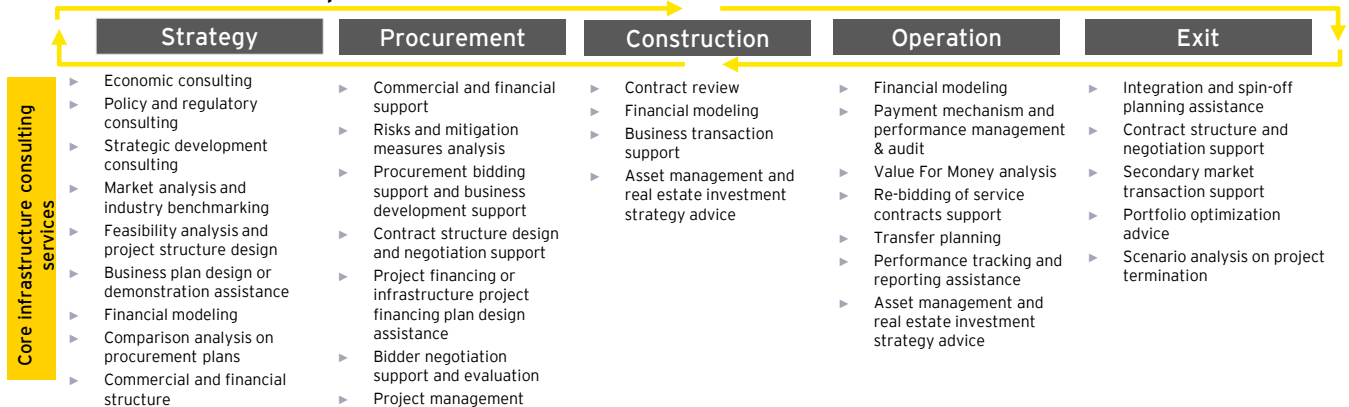 Strategy
Procurement
Construction
Operation
Exit
Core infrastructure consulting
services
► Economic consulting
► Policy and regulatory
consulting
► Strategic development
consulting
► Market analysis and
industry benchmarking
► Feasibility analysis and
project structure design
► Business plan design or
demonstration assistance
► Financial modeling
► Comparison analysis on
procurement plans
► Commercial and financial
structure
► Commercial and financial
support
► Risks and mitigation
measures analysis
► Procurement bidding
support and business
development support
► Contract structure design
and negotiation support
► Project financing or
infrastructure project
financing plan design
assistance
► Bidder negotiation
support and evaluation
► Project management
► Contract review
► Financial modeling
► Business transaction
support
► Asset management and
real estate investment
strategy advice
► Financial modeling
► Payment mechanism and
performance management
& audit
► Value For Money analysis
► Re-bidding of service
contracts support
► Transfer planning
► Performance tracking and
reporting assistance
► Asset management and
real estate investment
strategy advice
► Integration and spin-off
planning assistance
► Contract structure and
negotiation support
► Secondary market
transaction support
► Portfolio optimization
advice
► Scenario analysis on project
termination